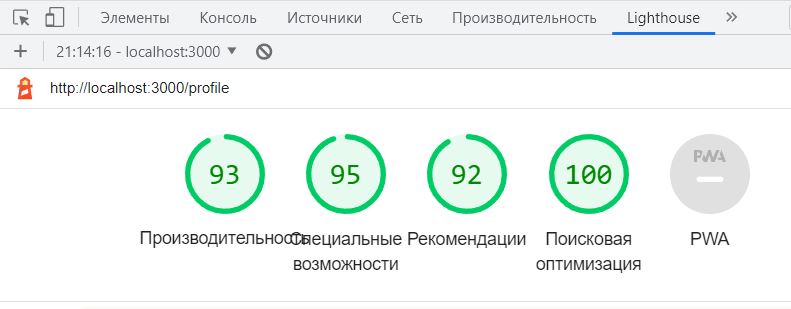 Элементы Консоль Источники Сеть Производительность Lighthouse
21:14:16 - localhost:3000
http://localhost:3000/profile
93 95 92 100 PWA
Производительность Специальные возможности Рекомендации Поисковая оптимизация PWA